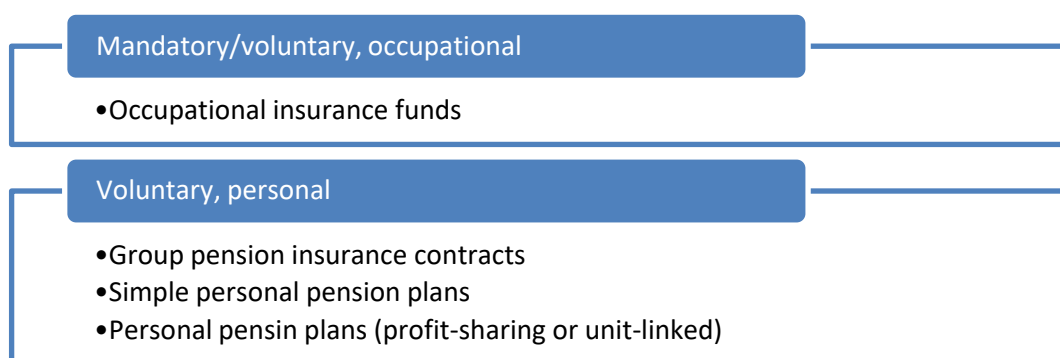 Mandatory/voluntary, occupational
•Occupational insurance funds
Voluntary, personal
•Group pension insurance contracts
•Simple personal pension plans
•Personal pensin plans (profit-sharing or unit-linked)